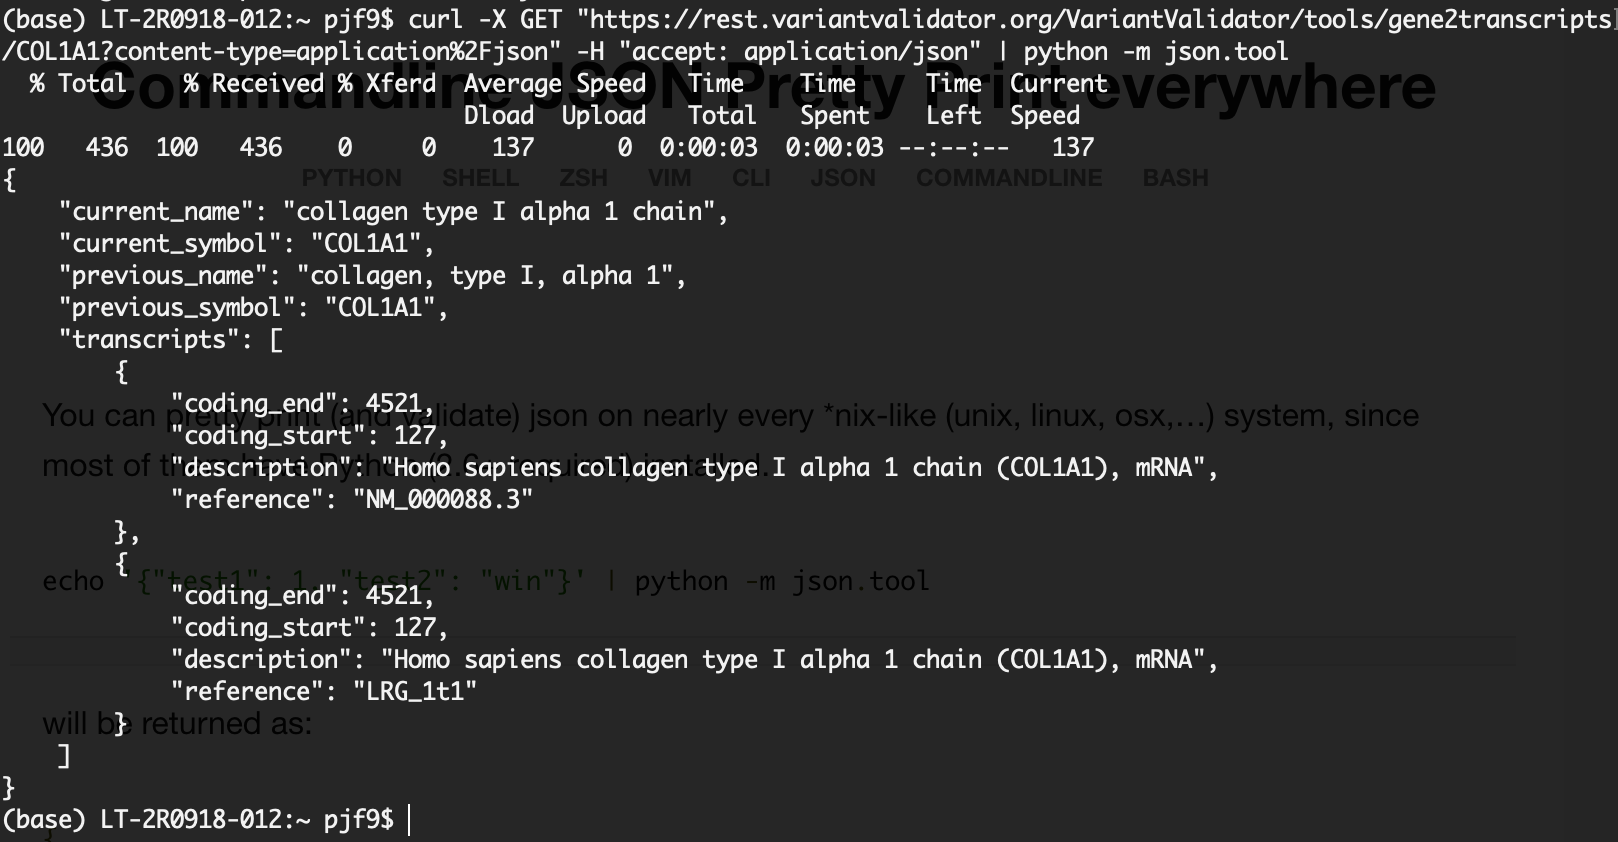 (base) LT-2R0918-012:~ pjf9$ curl -X GET "https://rest.variantvalidator.org/VariantValidator/tools/gene2transcripts
/COL1A1?content-type=application%2Fjson" -H "accept: application/json" | python -m json.tool
Commandline JSON Pretty Print everywhere
  % Total    % Received % Xferd  Average Speed   Time    Time     Time  Current
                                 Dload  Upload   Total   Spent    Left  Speed
100   436  100   436    0     0    137      0  0:00:03  0:00:03 --:--:--   137
PYTHON SHELL ZSH VIM CLI JSON COMMANDLINE BASH
{
    "current_name": "collagen type I alpha 1 chain",
    "current_symbol": "COL1A1",
    "previous_name": "collagen, type I, alpha 1",
    "previous_symbol": "COL1A1",
    "transcripts": [
        {
            "coding_end": 4521,
You can pretty print (and validate) json on nearly every *nix-like (unix, linux, osx,...) system, since
            "coding_start": 127,
            "description": "Homo sapiens collagen type I alpha 1 chain (COL1A1), mRNA",
most of them have Python (2.6+ required) installed.
            "reference": "NM_000088.3"
        },
        {
echo '{"test1": 1, "test2": "win"}' | python -m json.tool
            "coding_end": 4521,
            "coding_start": 127,
            "description": "Homo sapiens collagen type I alpha 1 chain (COL1A1), mRNA",
            "reference": "LRG_1t1"
        }
will be returned as:
    ]
}
(base) LT-2R0918-012:~ pjf9$